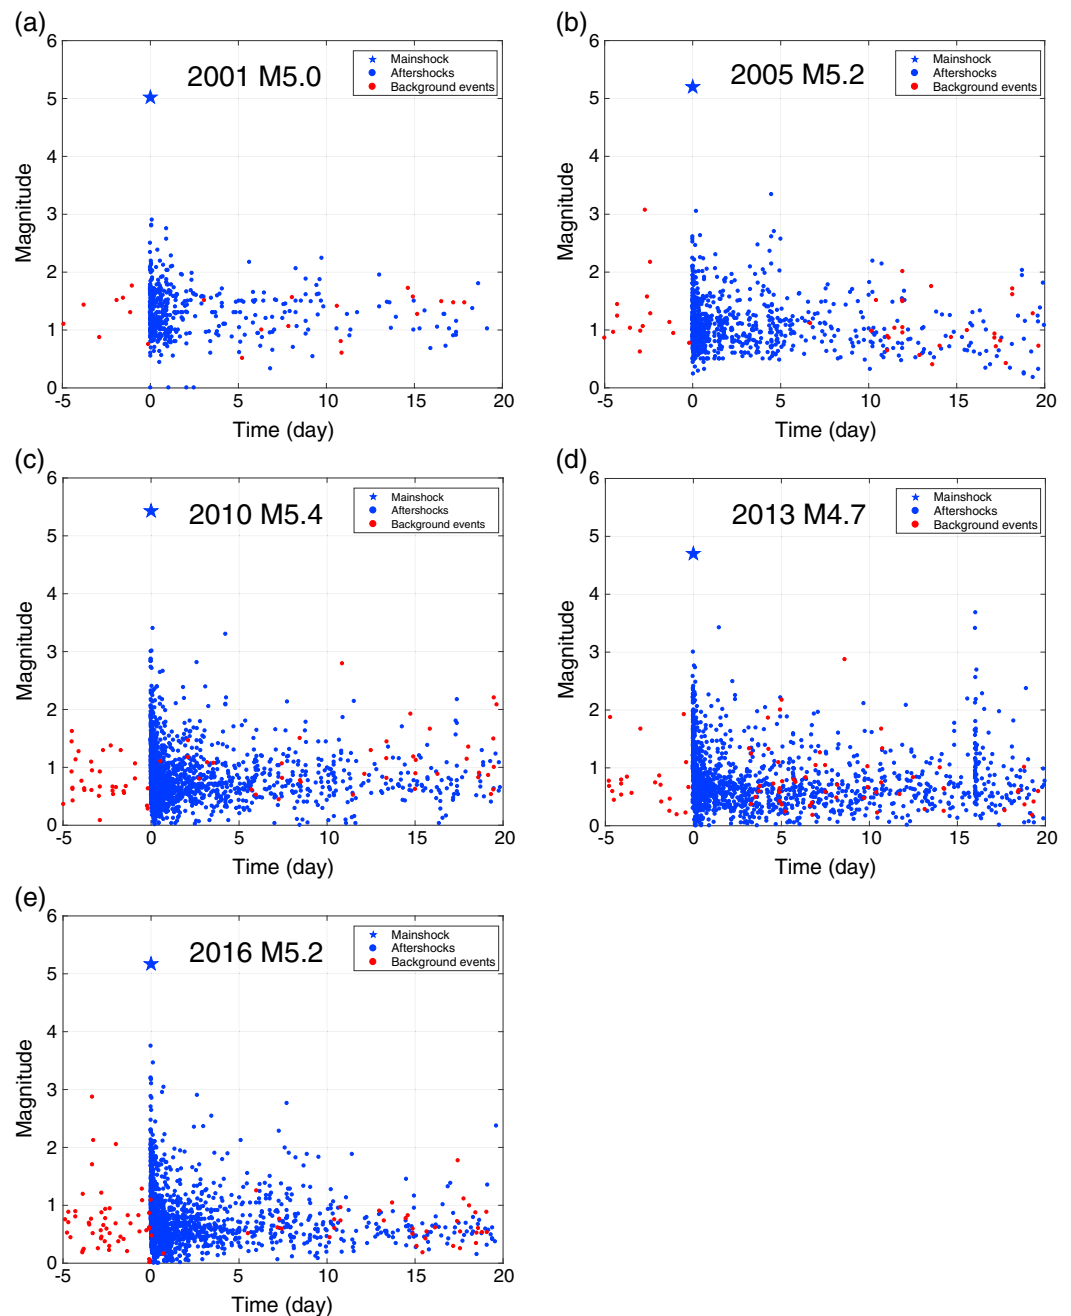 (a)
2001 M5.0
Mainshock
Aftershocks
Background events
6
5
4
3
2
1
0
Magnitude
-5 0 5 10 15 20
Time (day)
(b)
2005 M5.2
Mainshock
Aftershocks
Background events
6
5
4
3
2
1
0
Magnitude
-5 0 5 10 15 20
Time (day)
(c)
2010 M5.4
Mainshock
Aftershocks
Background events
6
5
4
3
2
1
0
Magnitude
-5 0 5 10 15 20
Time (day)
(d)
2013 M4.7
Mainshock
Aftershocks
Background events
6
5
4
3
2
1
0
Magnitude
-5 0 5 10 15 20
Time (day)
(e)
2016 M5.2
Mainshock
Aftershocks
Background events
6
5
4
3
2
1
0
Magnitude
-5 0 5 10 15 20
Time (day)